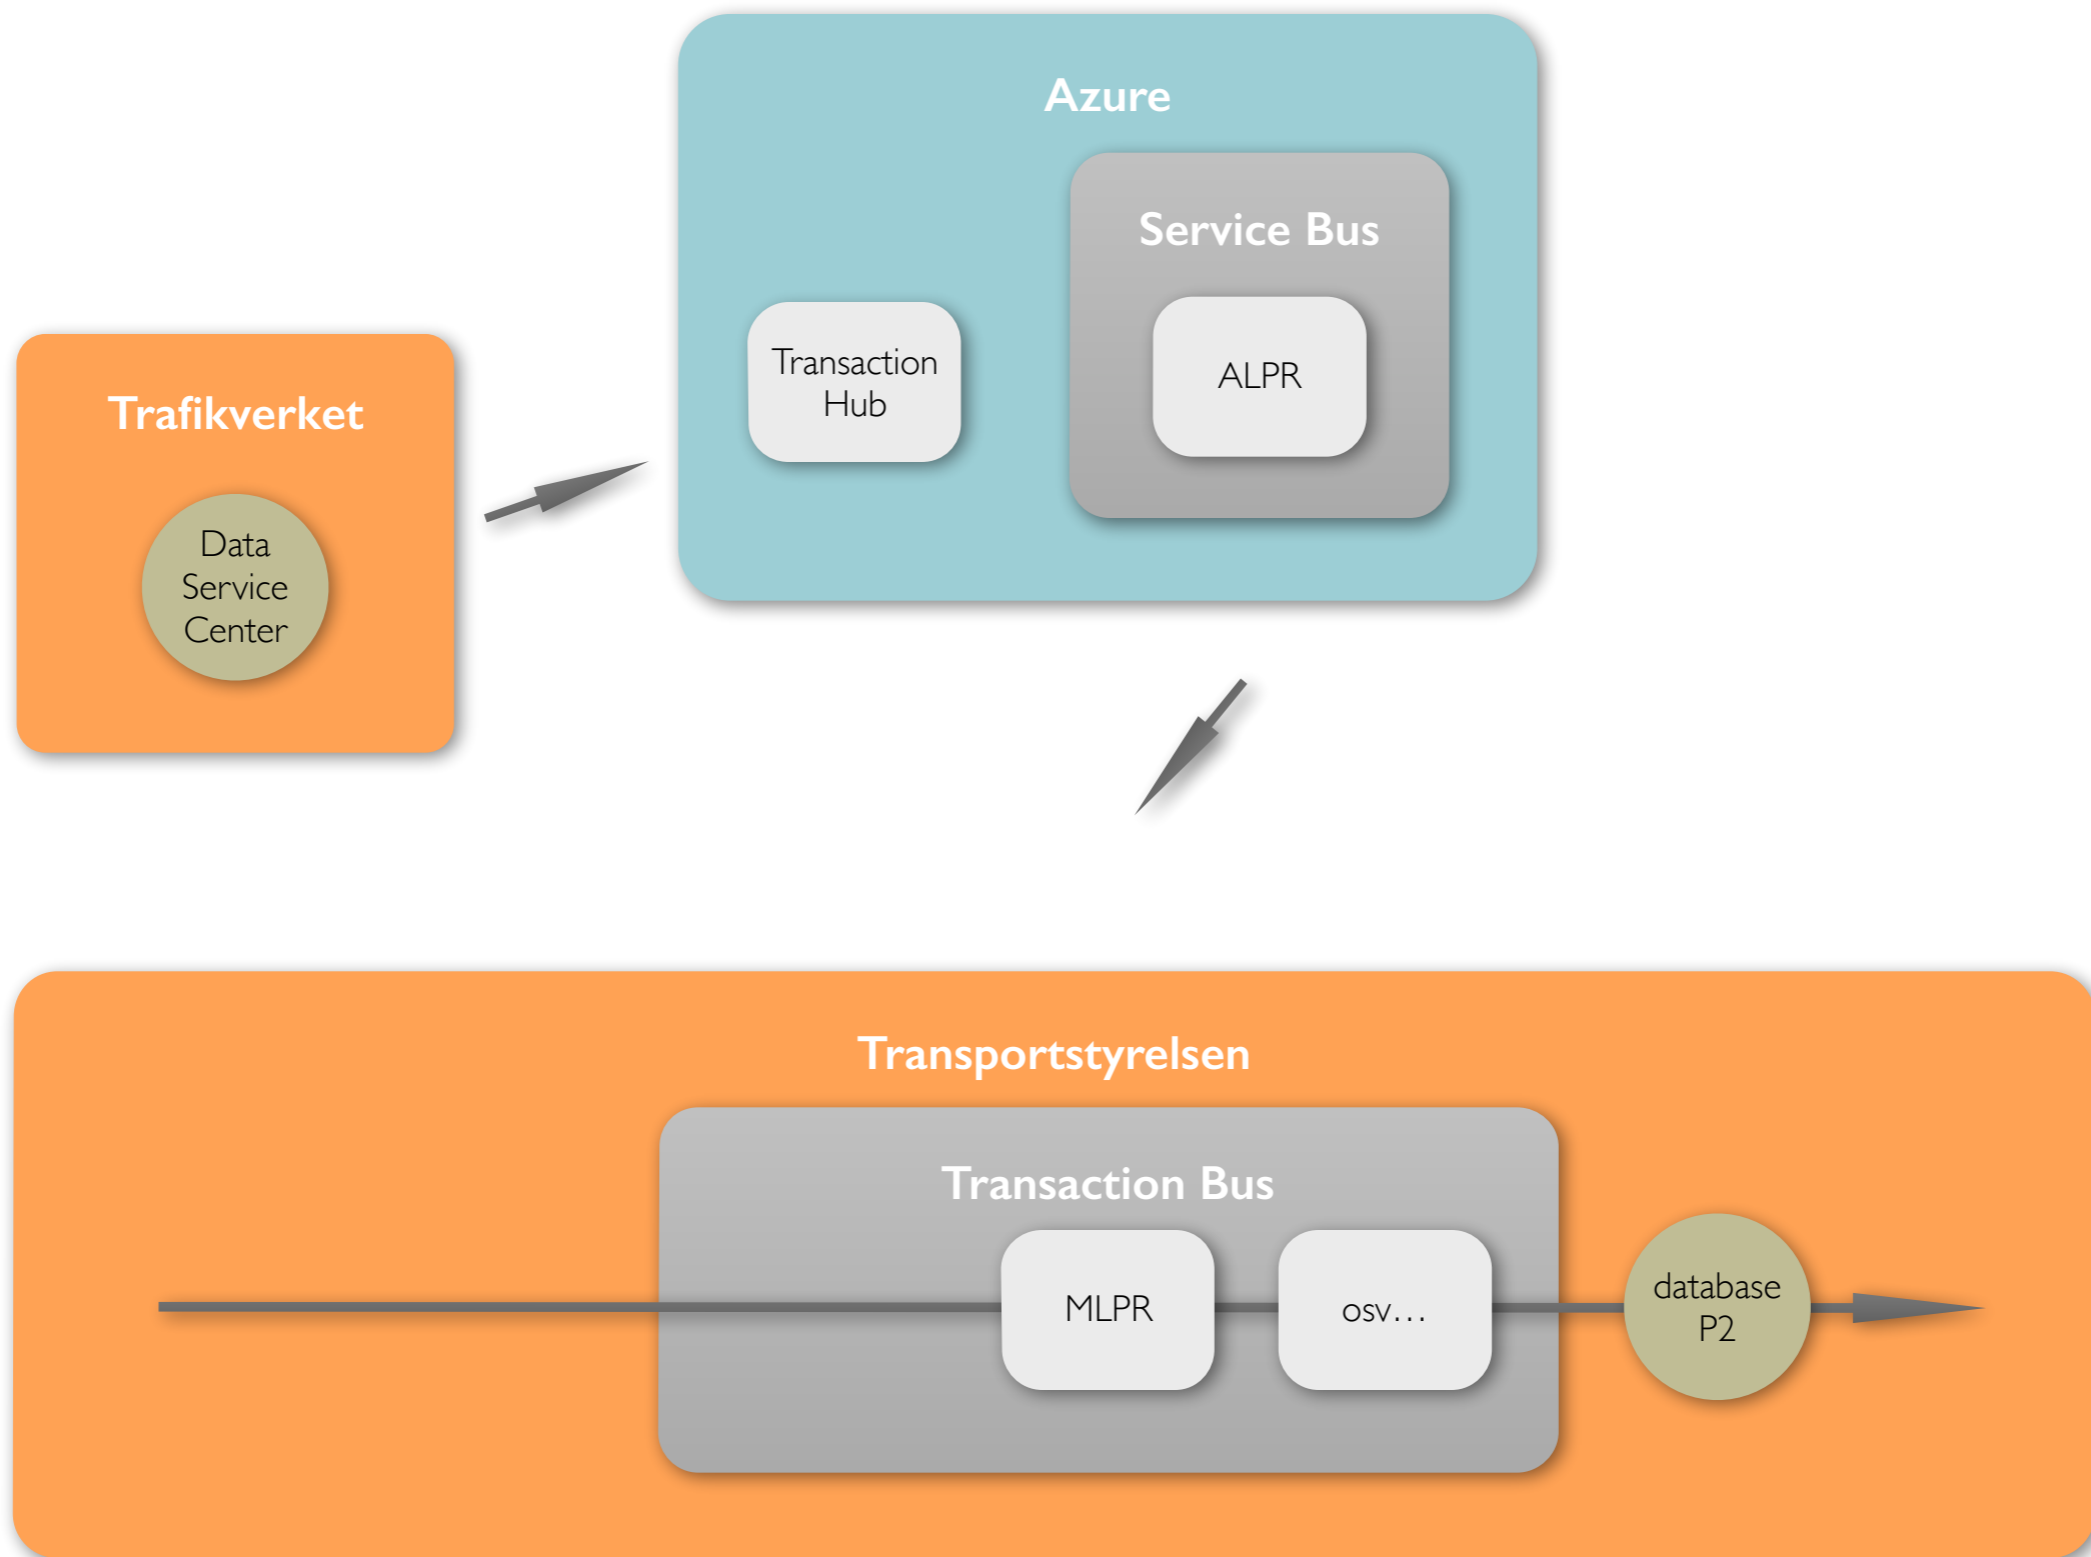 Azure
Service Bus
Transaction
Hub
ALPR
Trafikverket
Data
Service
Center
Transportstyrelsen
Transaction Bus
MLPR
osv…
database
P2